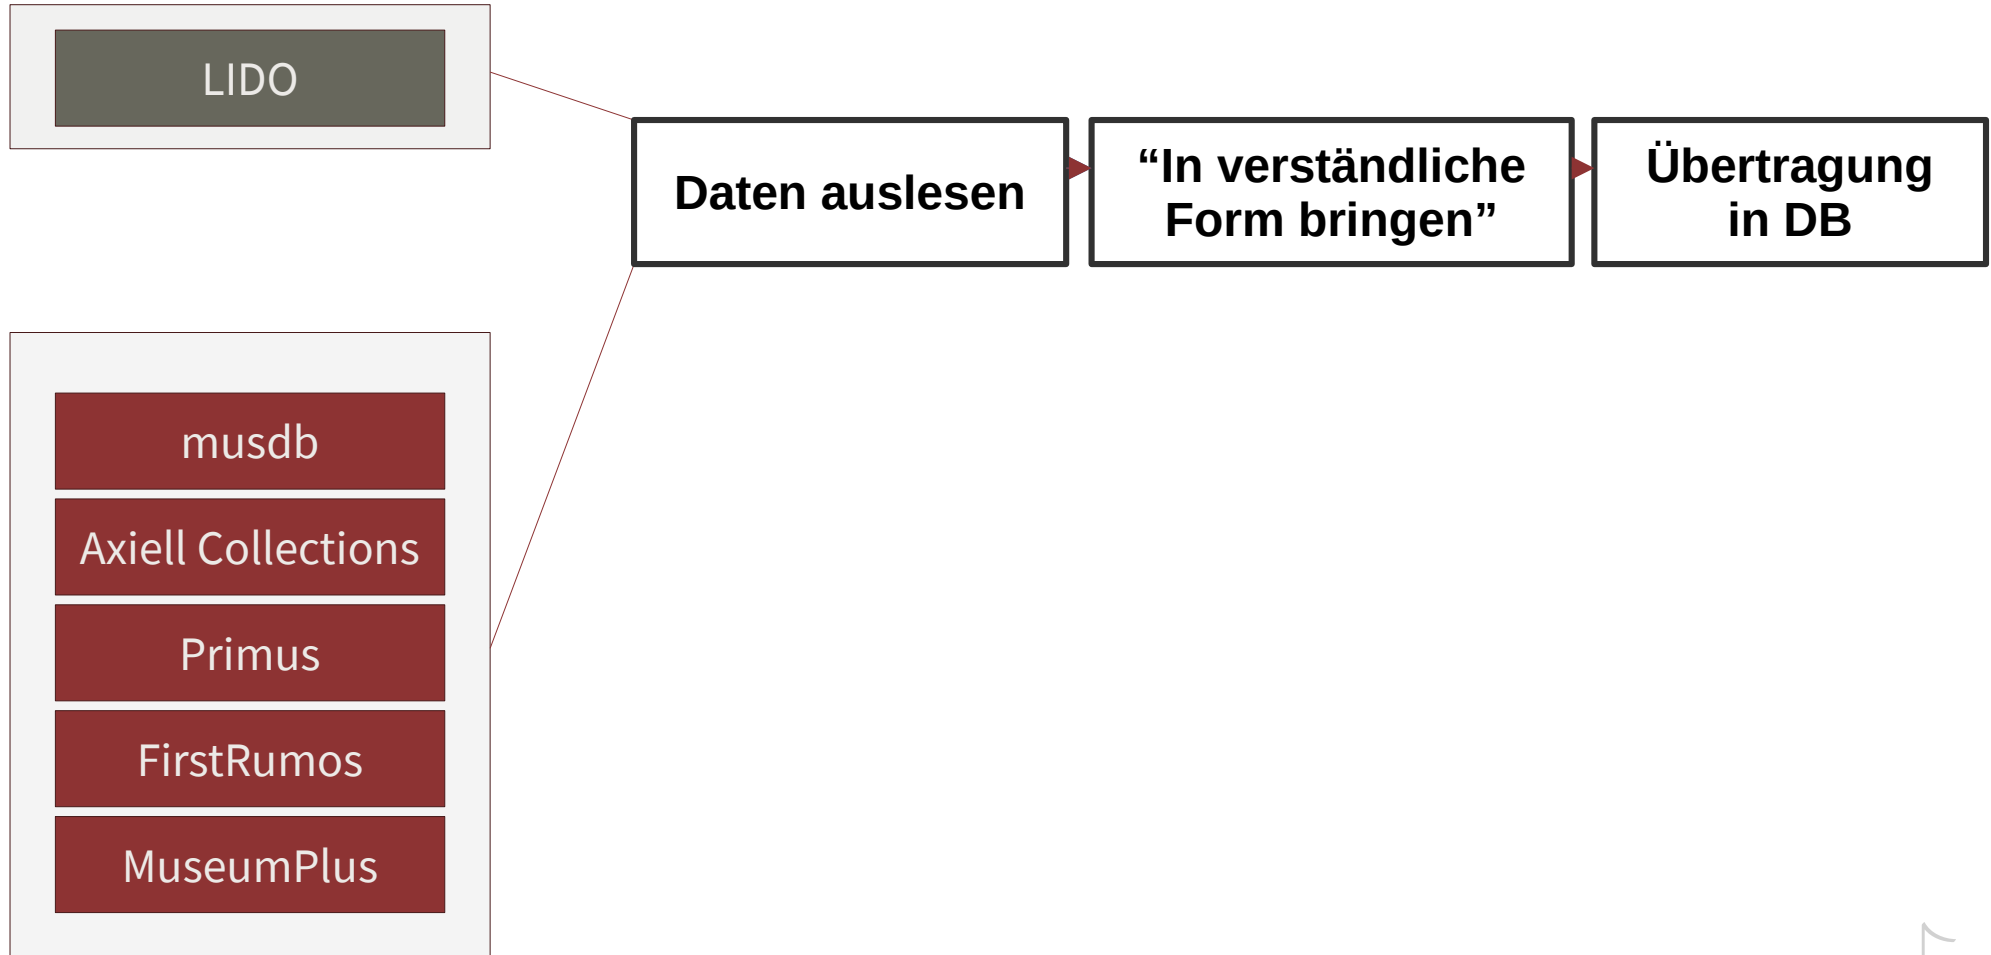 LIDO
Daten auslesen
“In verständliche
Form bringen”
Übertragung
in DB
musdb
Axiell Collections
Primus
FirstRumos
MuseumPlus